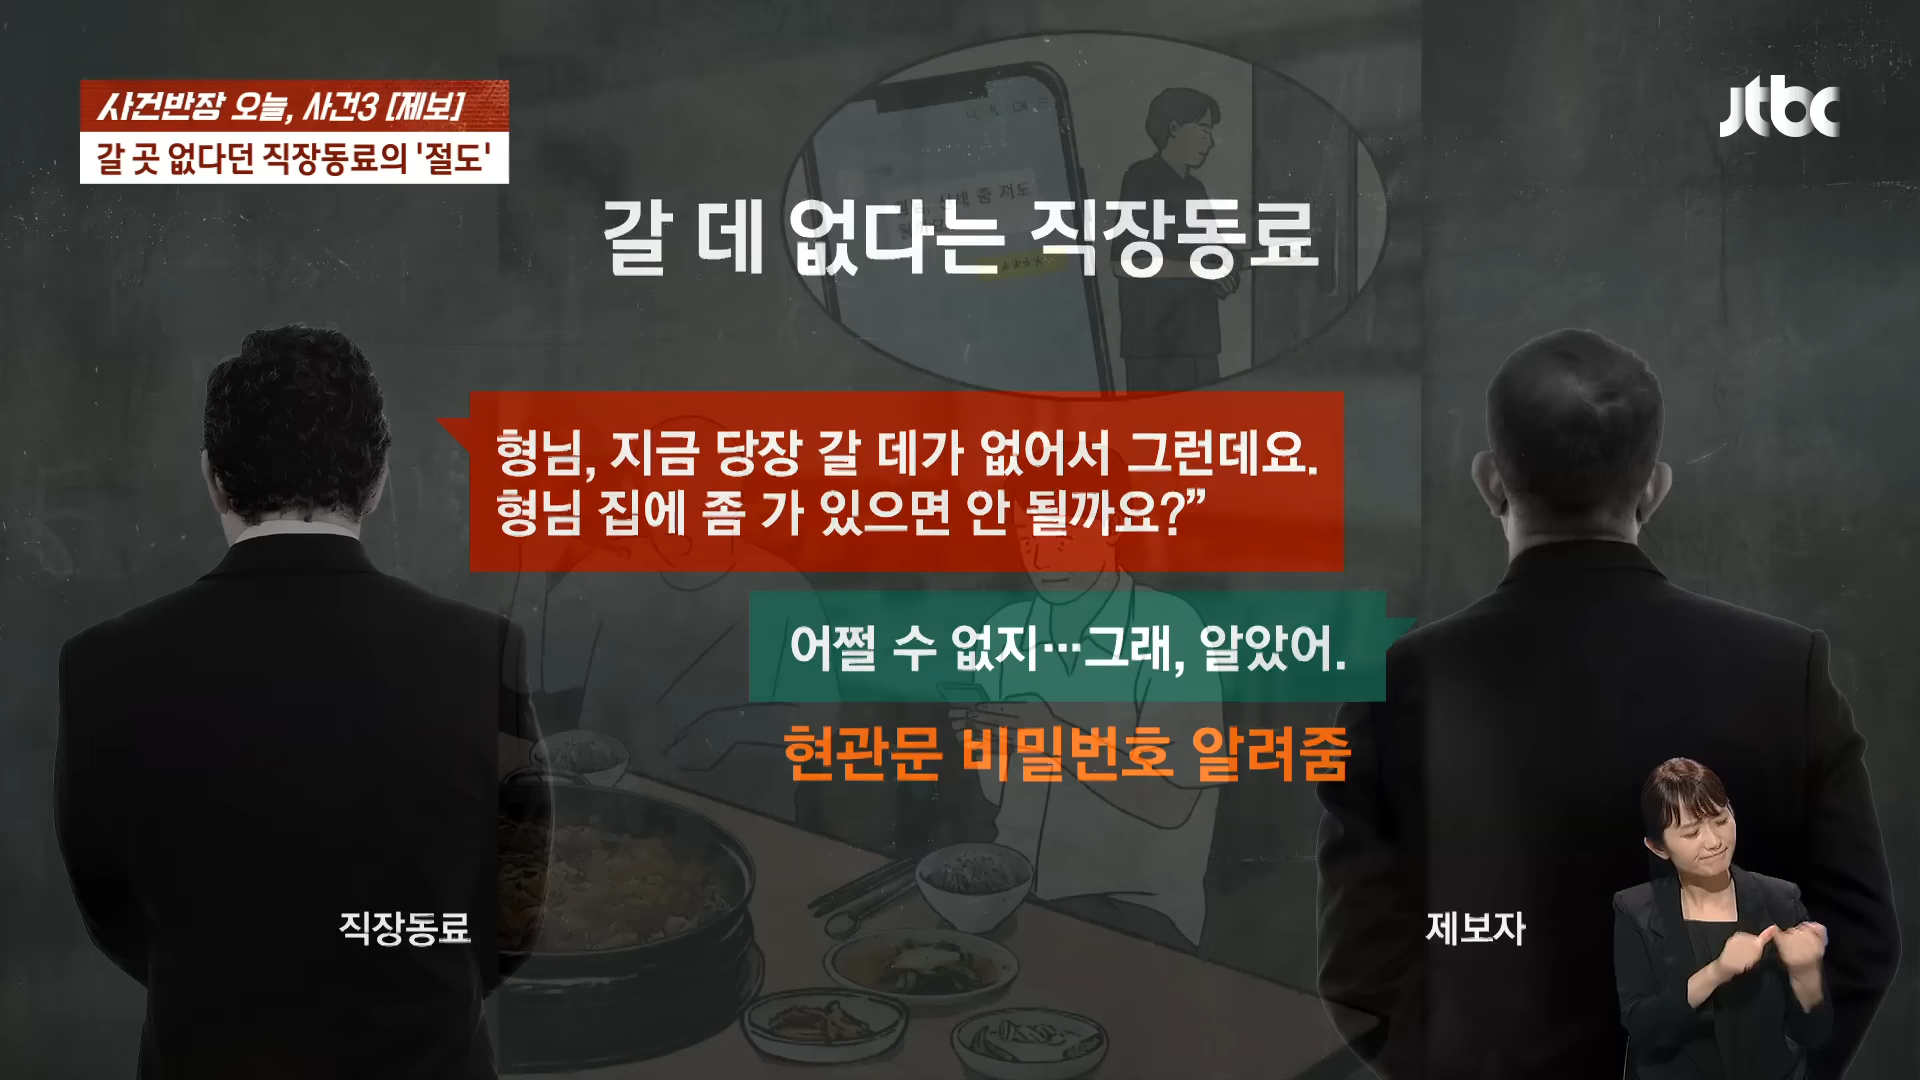 사건반장 오늘, 사건3 [제보]
갈 곳 없다던 직장동료의 '절도'
jtbc
갈 데 없다는 직장동료
형님, 지금 당장 갈 데가 없어서 그런데요.
형님 집에 좀 가 있으면 안 될까요?”
어쩔 수 없지…그래, 알았어.
현관문 비밀번호 알려줌
직장동료
제보자